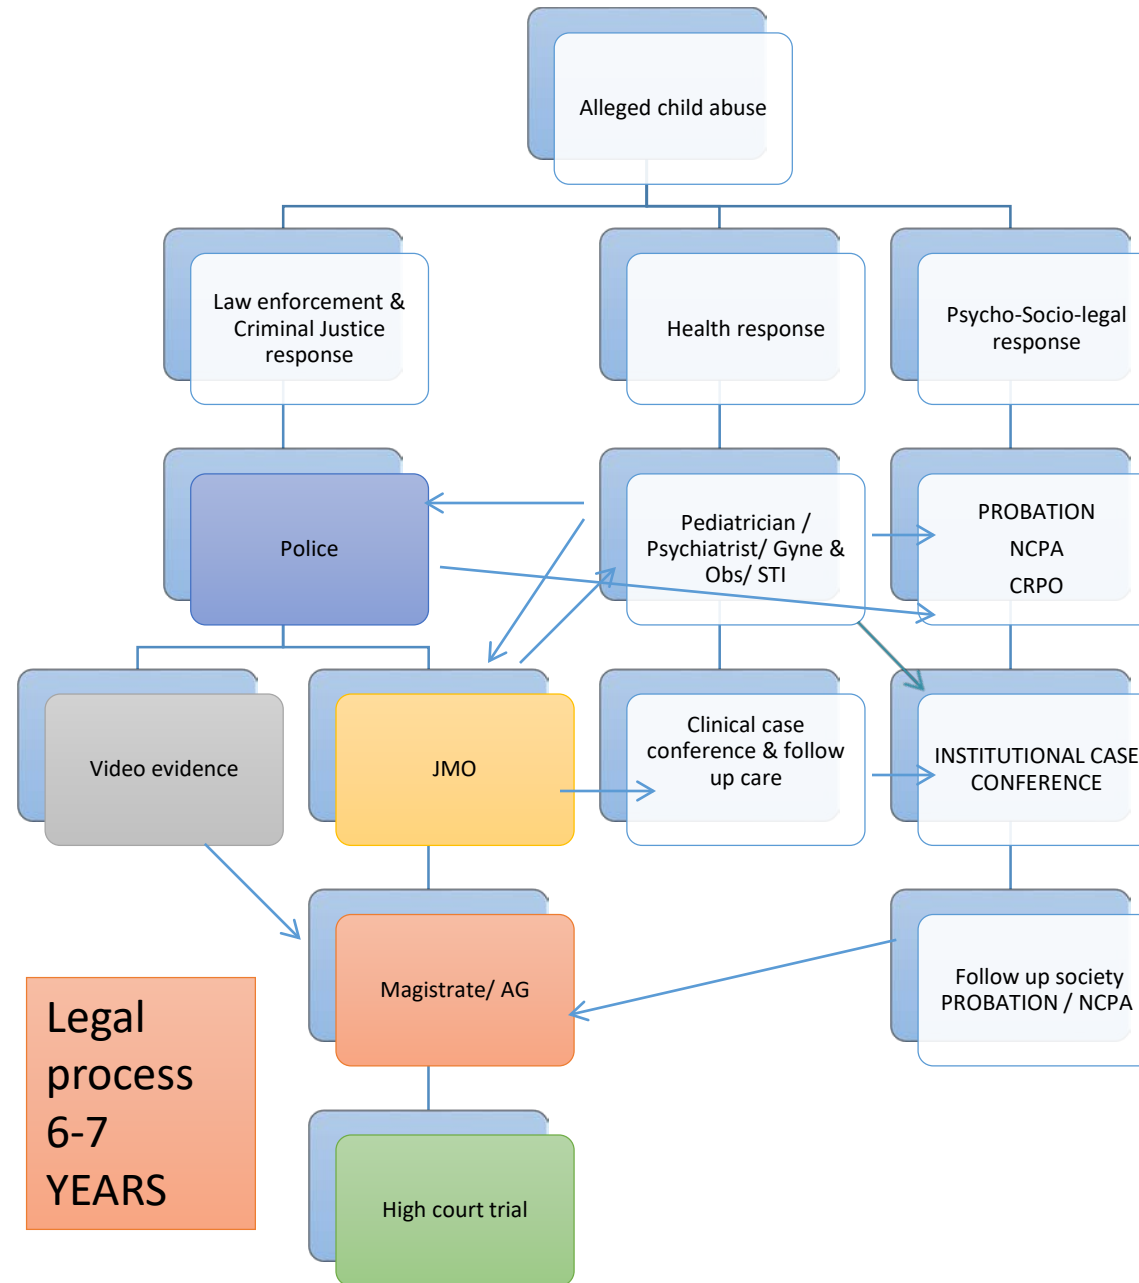 Alleged child abuse
Law enforcement &
Criminal Justice
response
Health response
Psycho-Socio-legal
response
Police
Pediatrician /
Psychiatrist/ Gyne &
Obs/ STI
PROBATION
NCPA
CRPO
Video evidence
JMO
Clinical case
conference & follow
up care
INSTITUTIONAL CASE
CONFERENCE
Magistrate/ AG
Follow up society
PROBATION / NCPA
Legal
process
6-7
YEARS
High court trial